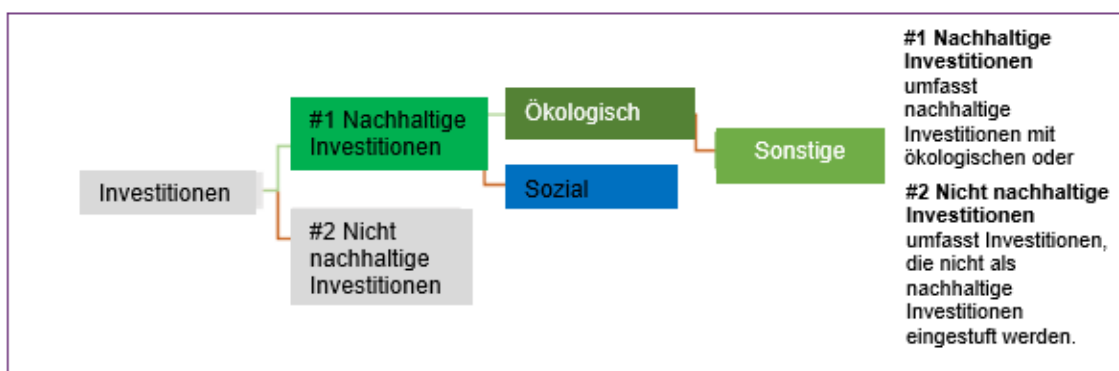 Investitionen
#1 Nachhaltige
Investitionen
#2 Nicht
nachhaltige
Investitionen
Ökologisch
Sozial
Sonstige
#1 Nachhaltige
Investitionen
umfasst
nachhaltige
Investitionen mit
ökologischen oder
#2 Nicht nachhaltige
Investitionen
umfasst Investitionen,
die nicht als
nachhaltige
Investitionen
eingestuft werden.